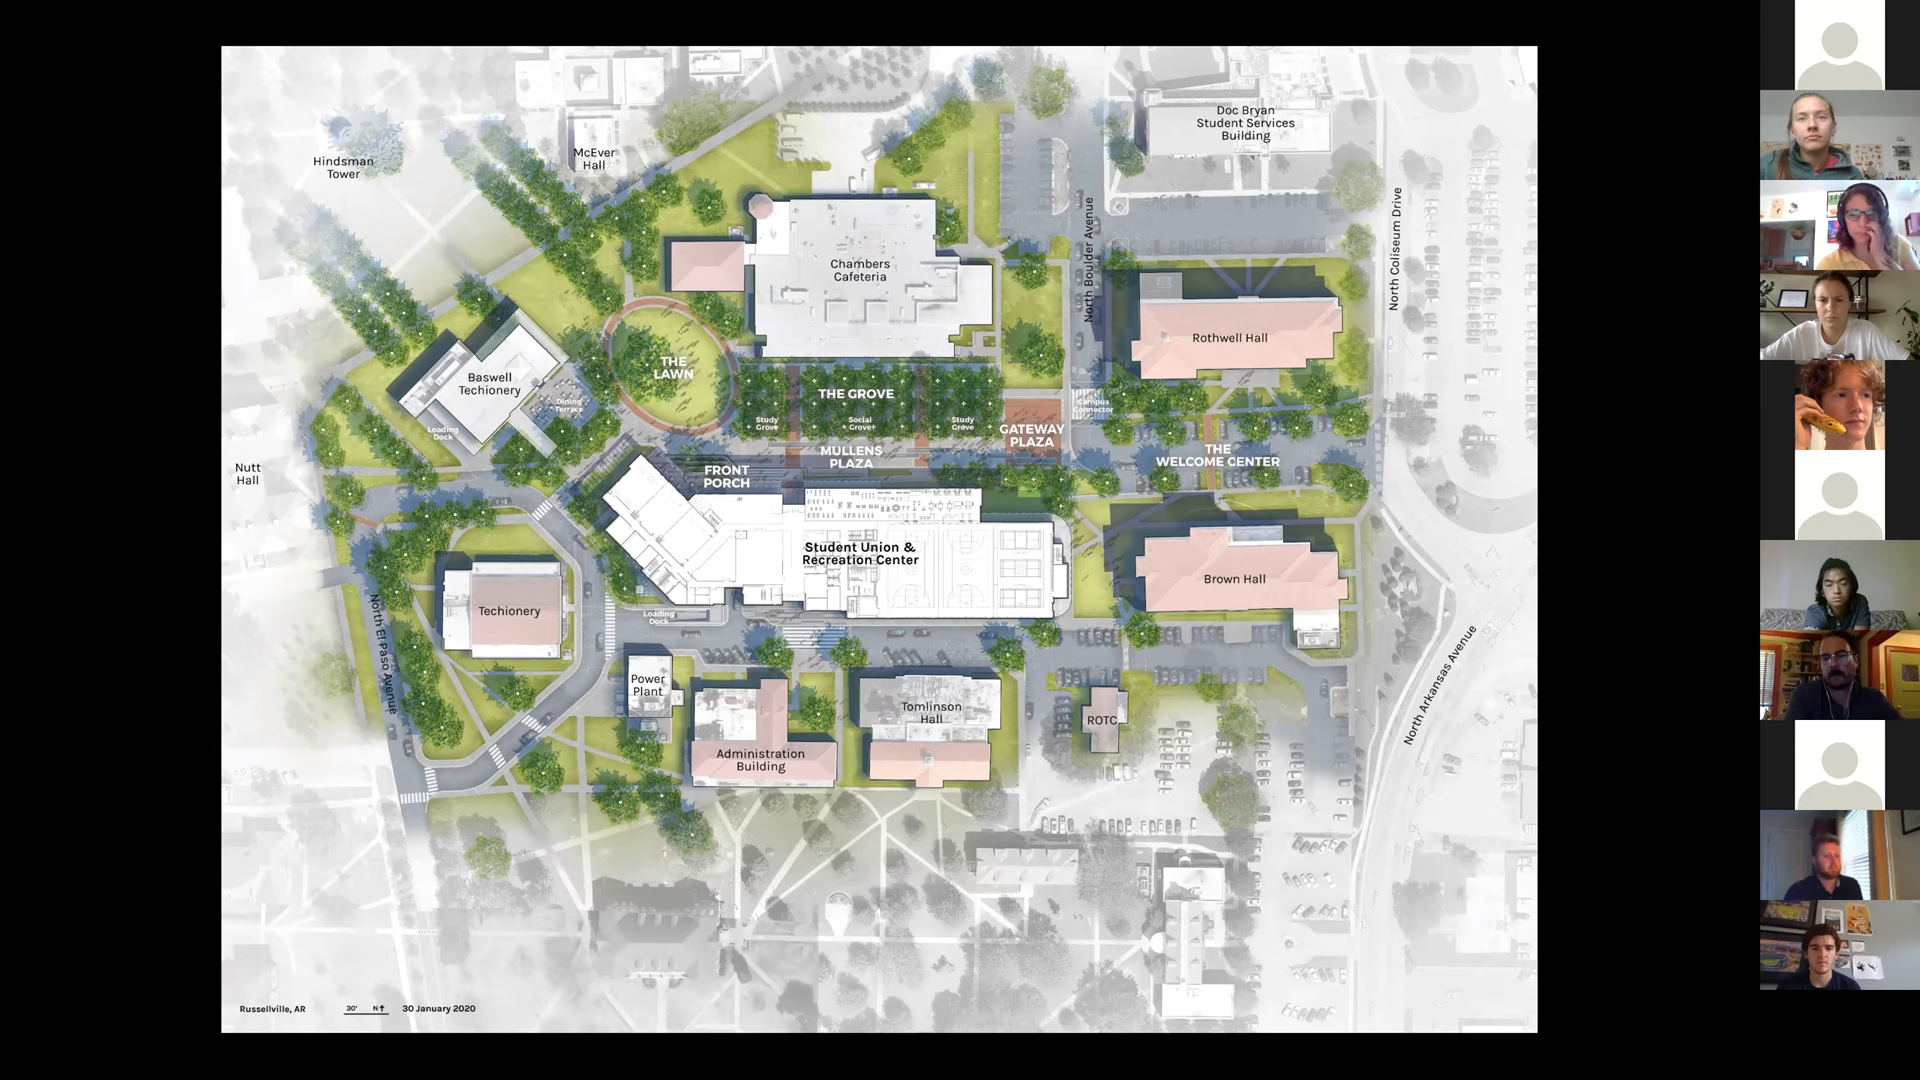 Doc Bryan
Student Services
Building
Hindsman
Tower
McEver
Hall
North Boulder Avenue
North Coliseum Drive
Chambers
Cafeteria
Rothwell Hall
THE
LAWN
Baswell
Techionery
Dining
Terrace
Loading
Dock
THE GROVE
Study
Grove
Social
Grove
Study
Grove
Campus
Connector
GATEWAY
PLAZA
MULLENS
PLAZA
THE
WELCOME CENTER
FRONT
PORCH
Nutt
Hall
Student Union &
Recreation Center
Brown Hall
Techionery
Loading
Dock
North El Paso Avenue
North Arkansas Avenue
Power
Plant
Tomlinson
Hall
ROTC
Administration
Building
Russellville, AR
30'
N
30 January 2020